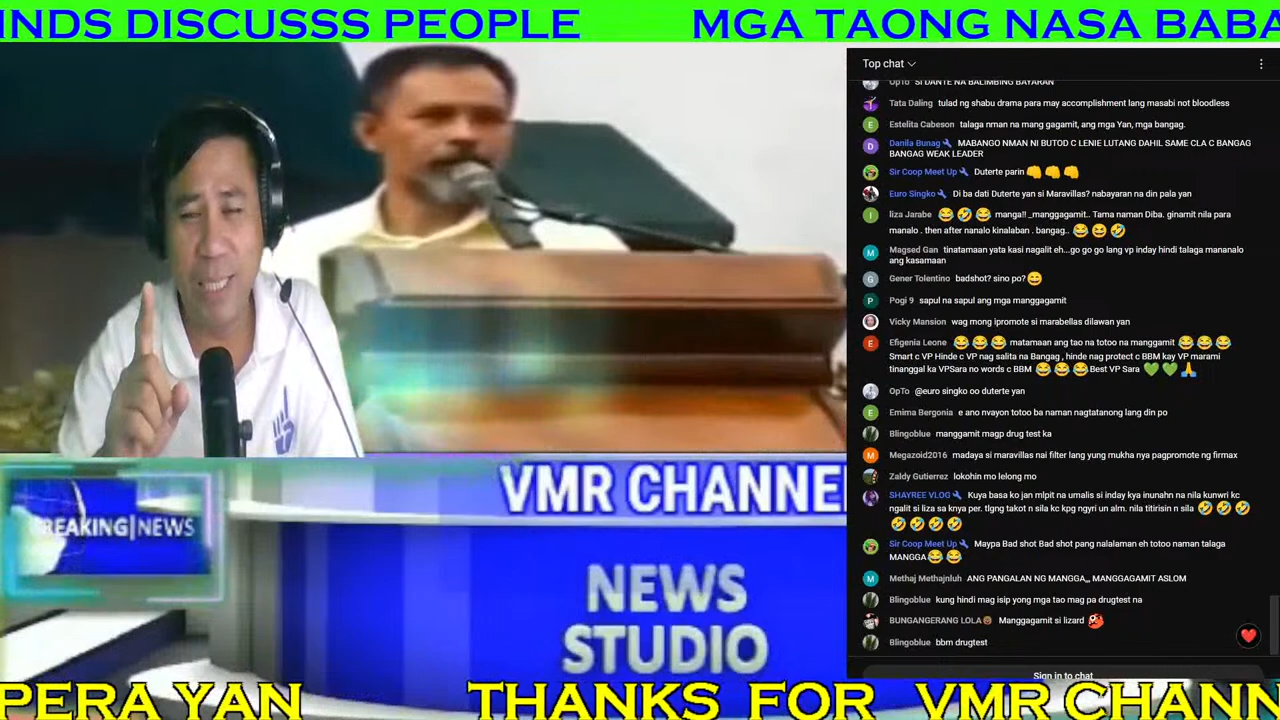 INDS DISCUSSS PEOPLE MGA TAONG NASA BABA
Top chat
OpTo SI DANTE NA BALIMBING BAYARAN
Tata Daling tulad ng shabu drama para may accomplishment lang masabi not bloodless
Estelita Cabeson talaga nman na mang gagamit, ang mga Yan, mga bangag.
Danila Bunag MABANGO NMAN NI BUTOD C LENIE LUTANG DAHIL SAME CLA C BANGAG
BANGAG WEAK LEADER
Sir Coop Meet Up Duterte parin 👊👊👊
Euro Singko Di ba dati Duterte yan si Maravillas? nabayaran na din pala yan
liza Jarabe 😂🤣😂 manga!! _manggagamit.. Tama naman Diba. ginamit nila para
manalo . then after nanalo kinalaban . bangag.. 😂😆🤣
Magsed Gan tinatamaan yata kasi nagalit eh...go go go lang vp inday hindi talaga mananalo
ang kasamaan
Gener Tolentino badshot? sino po?😄
Pogi 9 sapul na sapul ang mga manggagamit
Vicky Mansion wag mong ipromote si marabellas dilawan yan
Efigenia Leone 😂😂😂 matamaan ang tao na totoo na manggamit 😂😂😂
Smart c VP Hinde c VP nag salita na Bangag , hinde nag protect c BBM kay VP marami
tinanggal ka VPSara no words c BBM 😂😂😂Best VP Sara 💚💚🙏
OpTo @euro singko oo duterte yan
Emima Bergonia e ano nvayon totoo ba naman nagtatanong lang din po
Blingoblue manggamit magp drug test ka
Megazoid2016 madaya si maravillas nai filter lang yung mukha nya pagpromote ng firmax
Zaldy Gutierrez lokohin mo lelong mo
SHAYREE VLOG Kuya basa ko jan mlpit na umalis si inday kya inunahn na nila kunwri kc
ngalit si liza sa knya per. tlgng takot n sila kc kpg ngyri un alm. nila titirisin n sila 🤣🤣🤣
🤣🤣🤣🤣
Sir Coop Meet Up Maypa Bad shot Bad shot pang nalalaman eh totoo naman talaga
MANGGA😂😂
Methaj Methajnluh ANG PANGALAN NG MANGGA,,, MANGGAGAMIT ASLOM
Blingoblue kung hindi mag isip yong mga tao mag pa drugtest na
BUNGANGERANG LOLA Manggagamit si lizard
Blingoblue bbm drugtest
Sign in to chat
VMR CHANNE
REAKING|NEWS
NEWS
STUDIO
PERA YAN THANKS FOR VMR CHANN